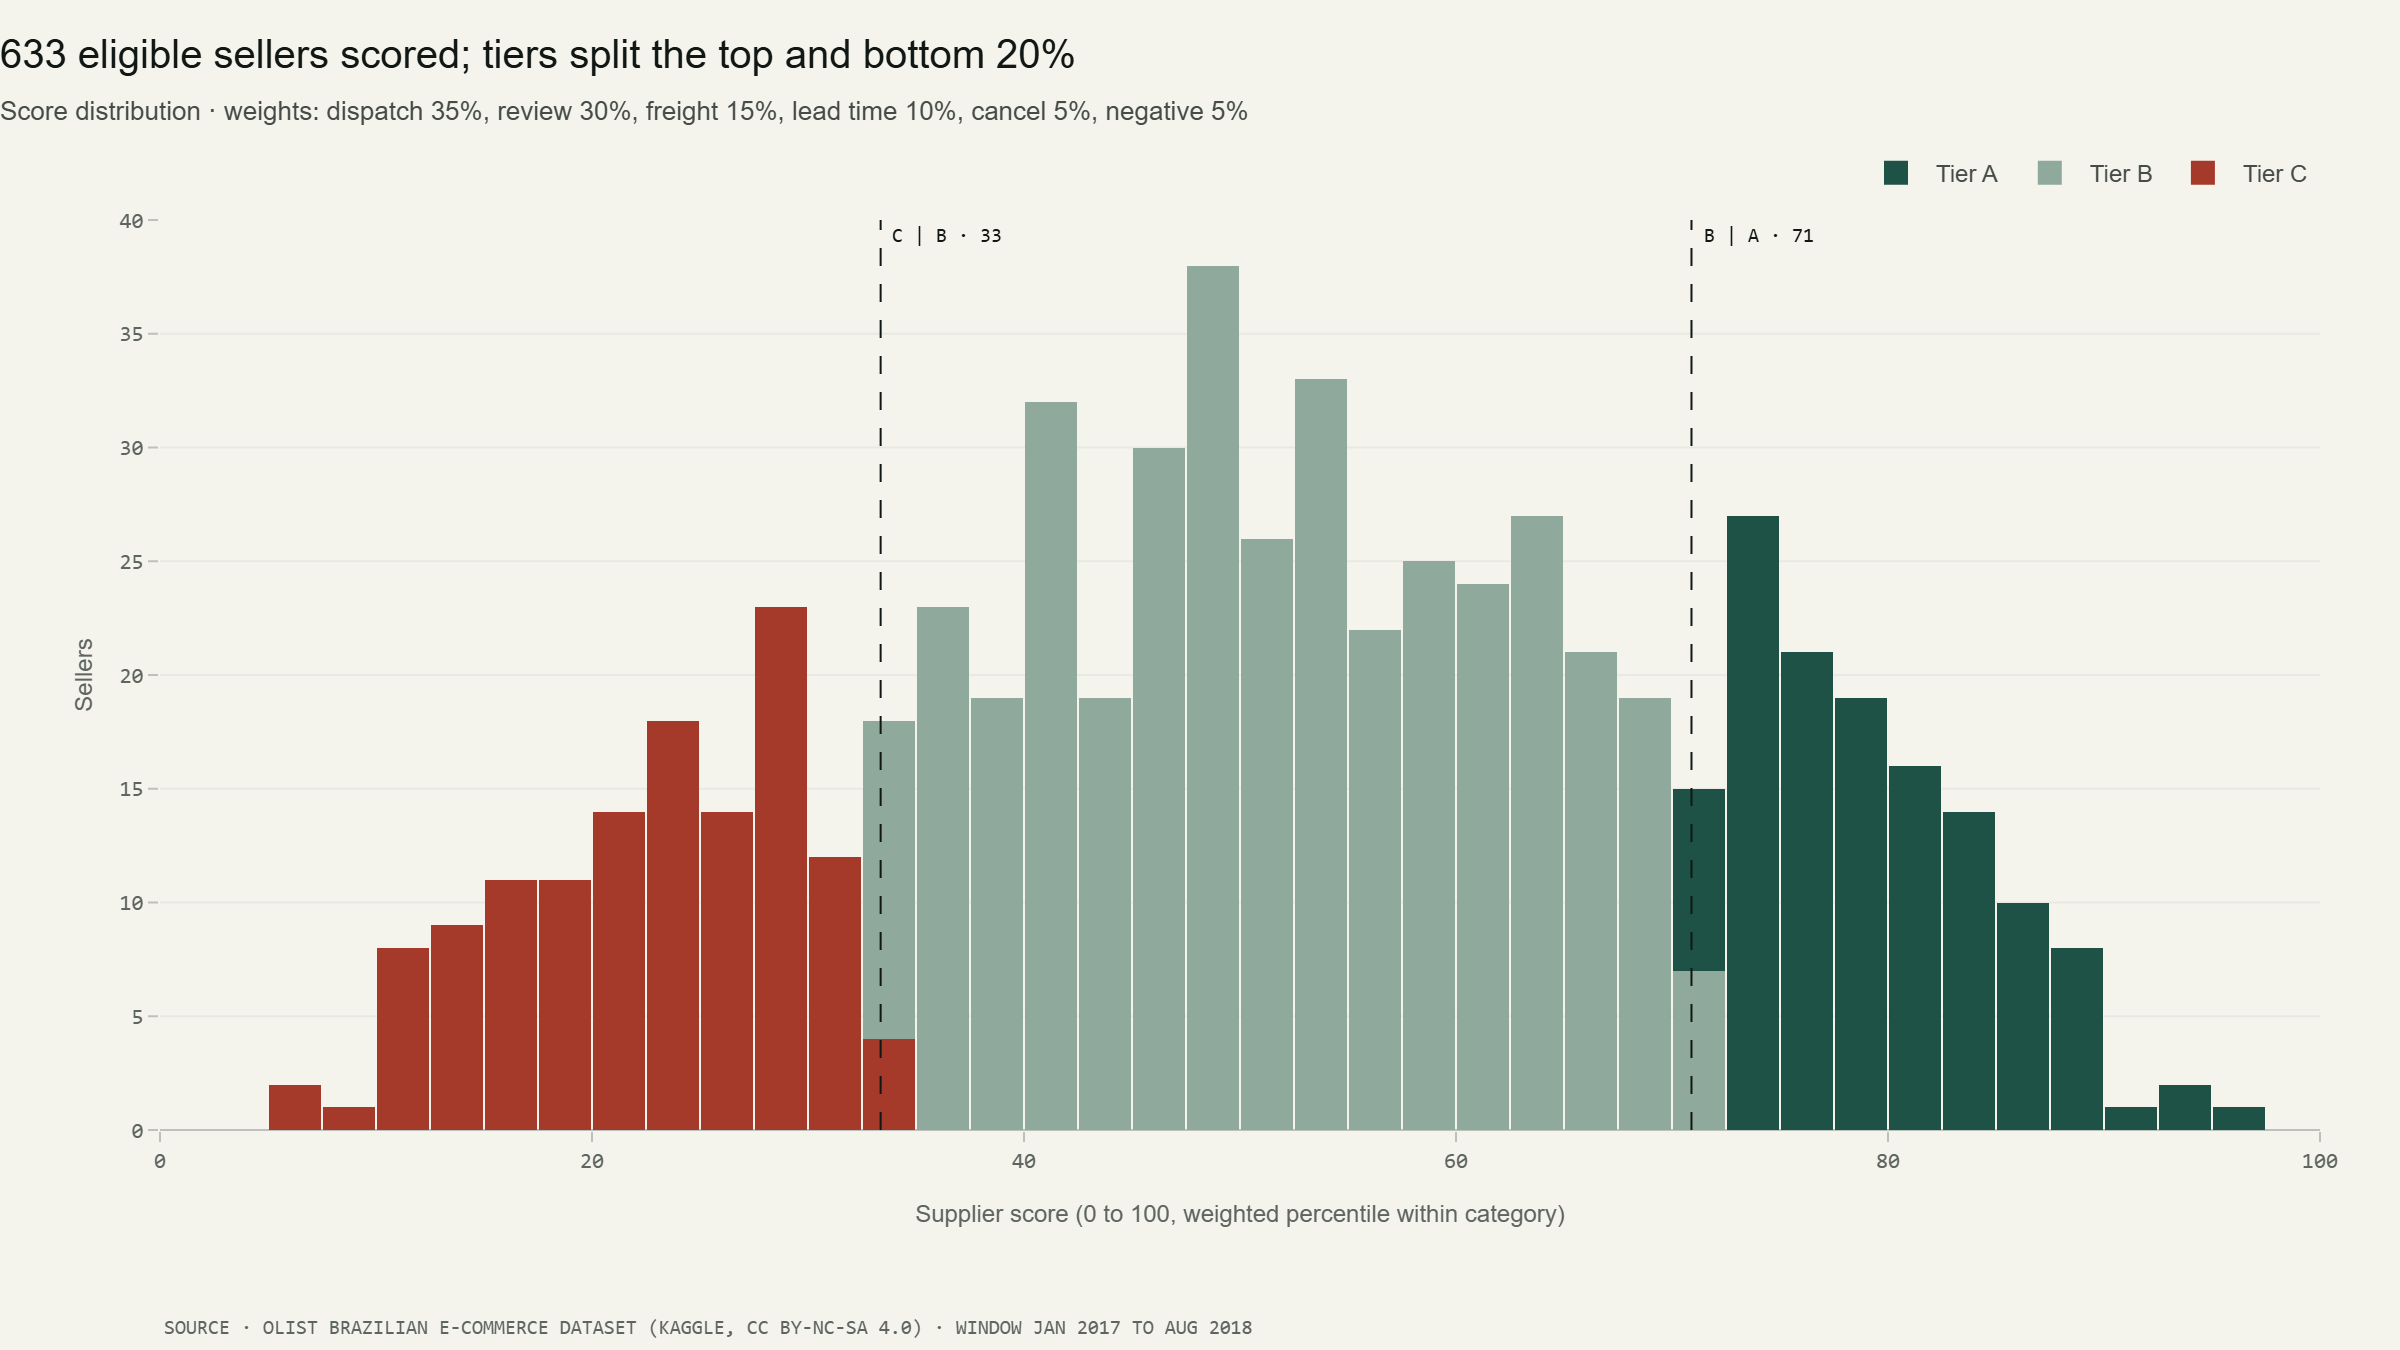 633 eligible sellers scored; tiers split the top and bottom 20%
Score distribution · weights: dispatch 35%, review 30%, freight 15%, lead time 10%, cancel 5%, negative 5%
Tier A Tier B Tier C
C | B · 33
B | A · 71
40
35
30
25
20
15
10
5
0
Sellers
0 20 40 60 80 100
Supplier score (0 to 100, weighted percentile within category)
SOURCE · OLIST BRAZILIAN E-COMMERCE DATASET (KAGGLE, CC BY-NC-SA 4.0) · WINDOW JAN 2017 TO AUG 2018